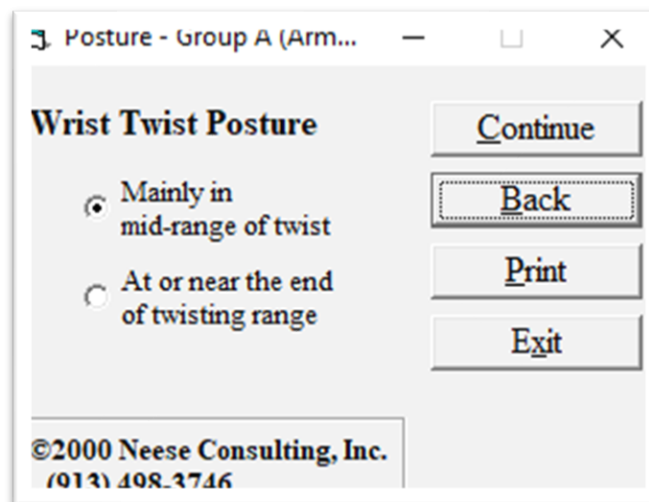 Posture - Group A (Arm...
Wrist Twist Posture
Continue
Mainly in
mid-range of twist
Back
At or near the end
of twisting range
Print
Exit
©2000 Neese Consulting, Inc.
(913) 498-3746